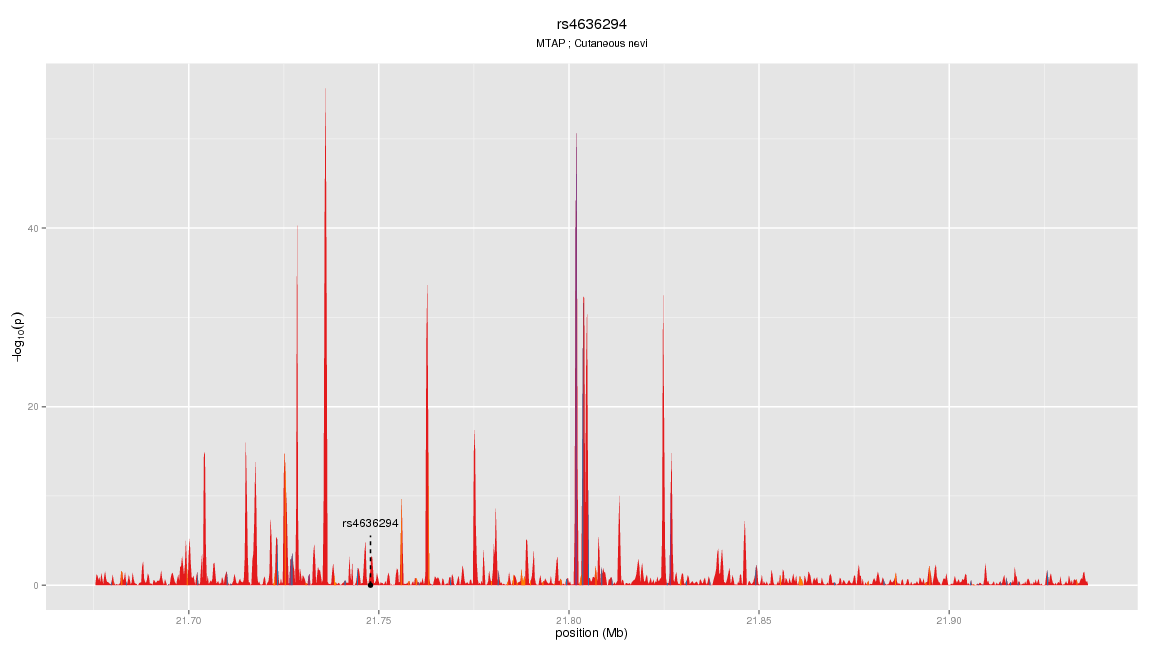 rs4636294
MTAP ; Cutaneous nevi
−log10(p)
40
20
0
rs4636294
21.70 21.75 21.80 21.85 21.90
position (Mb)